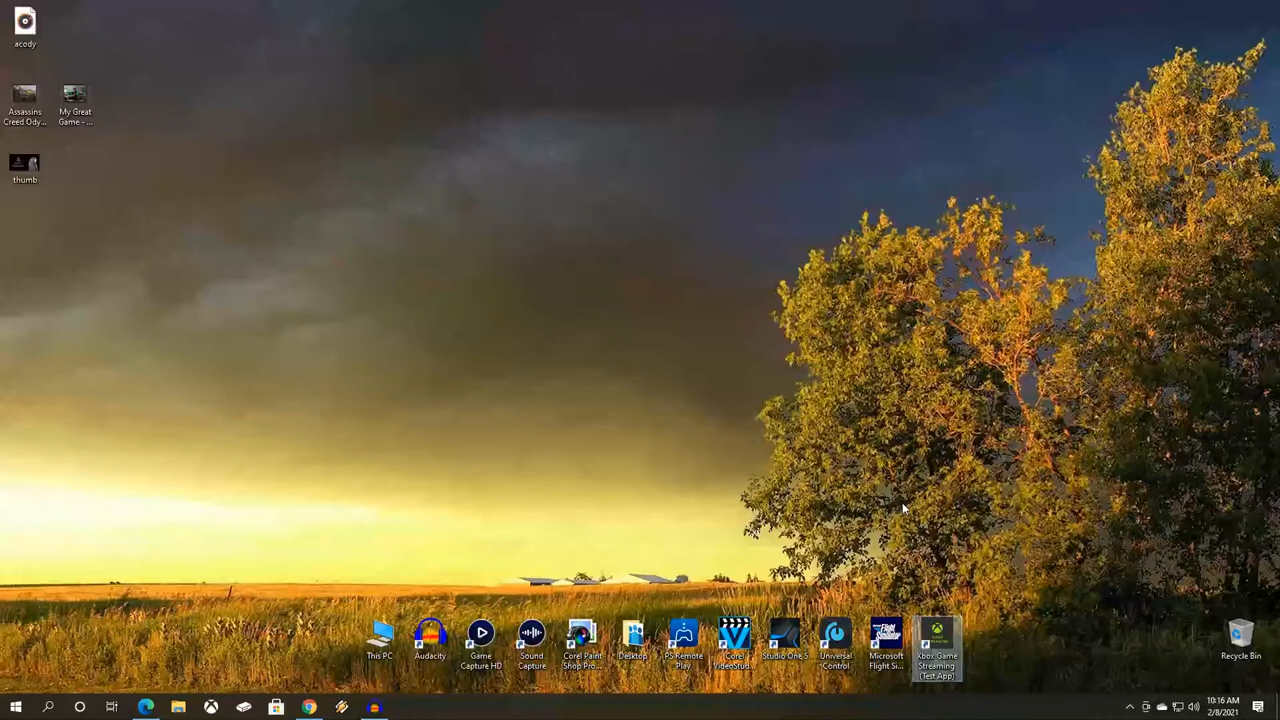 acody
Assassins
Creed Ody...
My Great
Game - ...
thumb
This PC
Audacity
Game
Capture HD
Sound
Capture
Corel Paint
Shop Pro...
Desktop
PS Remote
Play
Corel
VideoStud...
Studio One 5
Universal
Control
Microsoft
Flight Si...
Xbox Game
Streaming
(Test App)
Recycle Bin
10:16 AM
2/8/2021